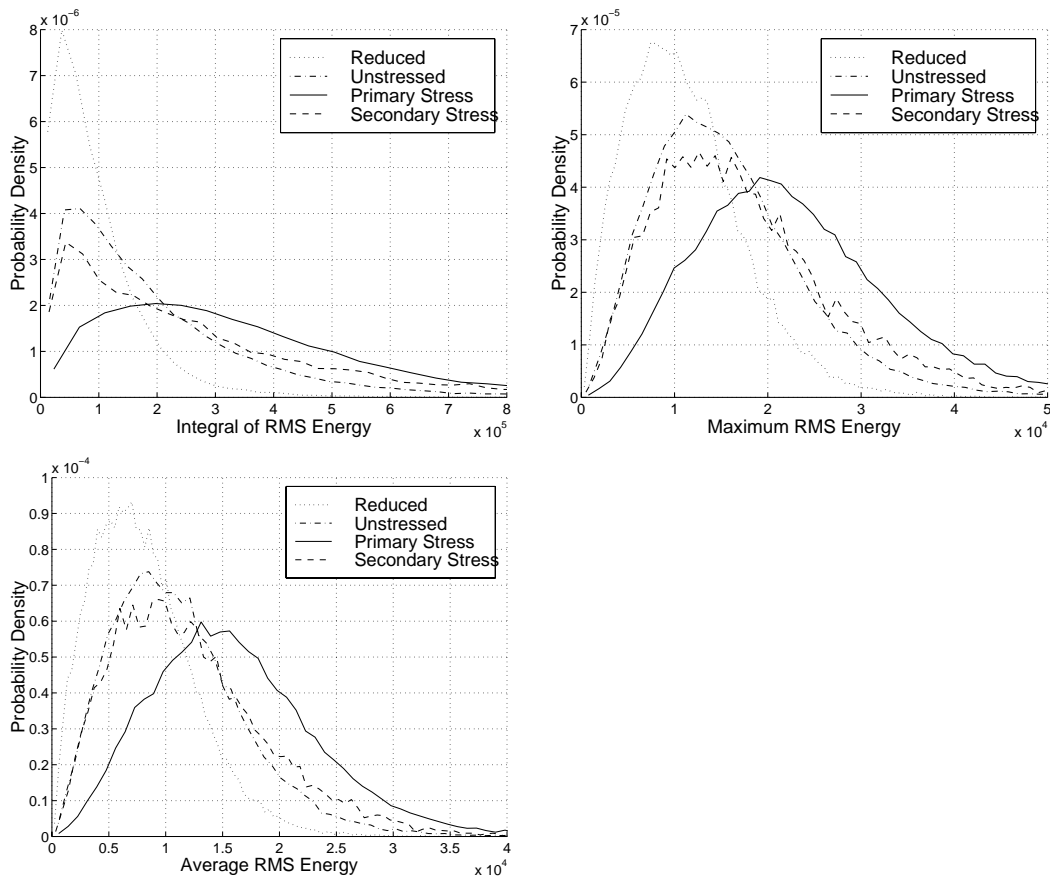 x 10^-6
8
7
6
5
4
3
2
1
0
Probability Density
Reduced
Unstressed
Primary Stress
Secondary Stress
0 1 2 3 4 5 6 7 8
Integral of RMS Energy
x 10^5
x 10^-5
7
6
5
4
3
2
1
0
Probability Density
Reduced
Unstressed
Primary Stress
Secondary Stress
0 1 2 3 4 5
Maximum RMS Energy
x 10^4
x 10^-4
1
0.9
0.8
0.7
0.6
0.5
0.4
0.3
0.2
0.1
0
Probability Density
Reduced
Unstressed
Primary Stress
Secondary Stress
0 0.5 1 1.5 2 2.5 3 3.5 4
Average RMS Energy
x 10^4